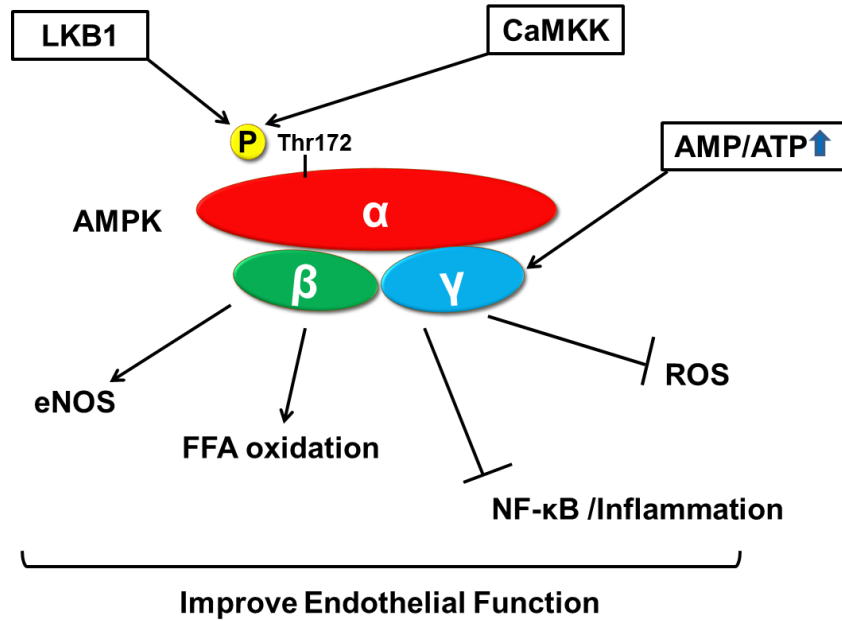 LKB1
CaMKK
P
Thr172
AMP/ATP
AMPK
α
β
γ
eNOS
ROS
FFA oxidation
NF-κB /Inflammation
Improve Endothelial Function